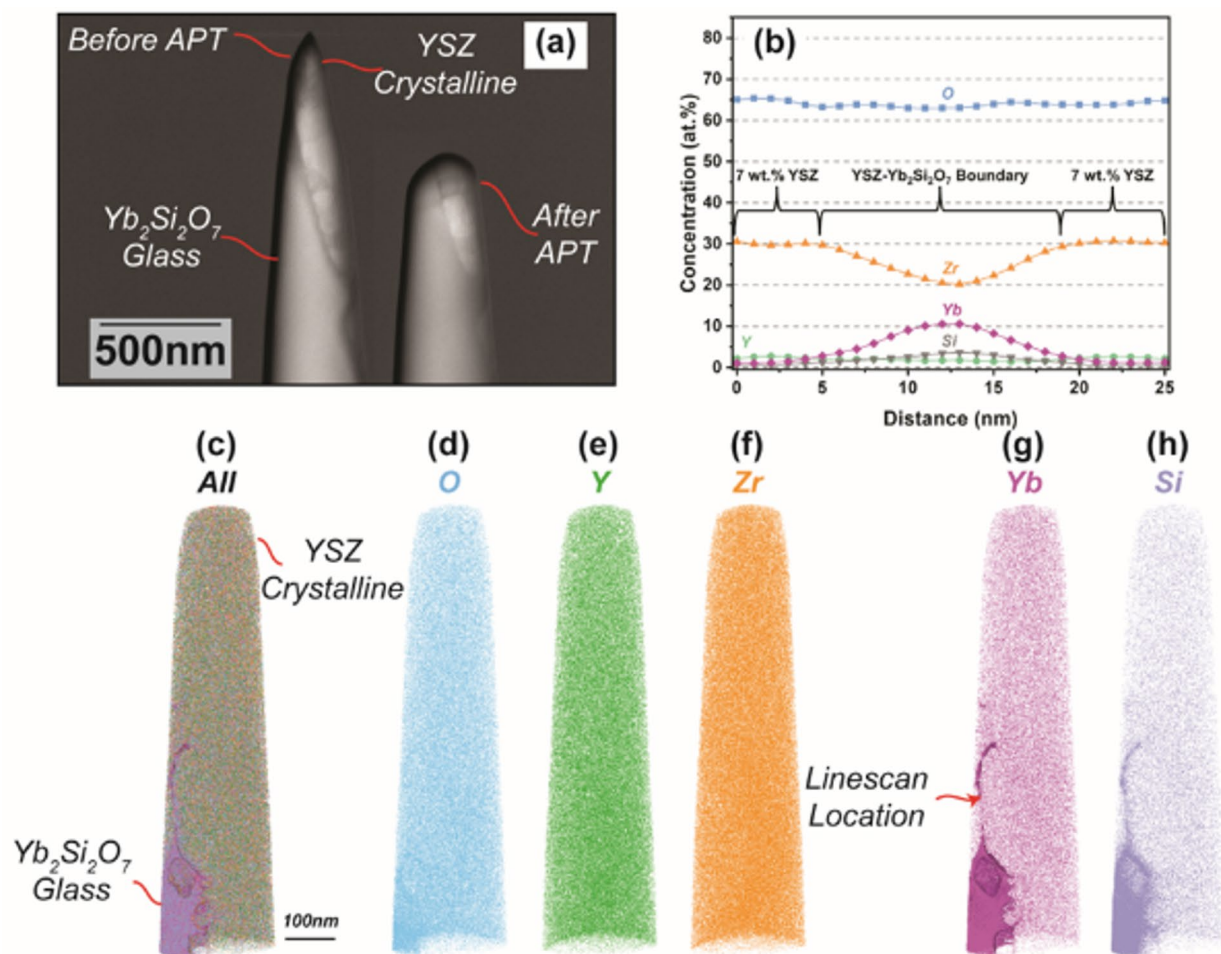 Before APT
YSZ
Crystalline
(a)
Yb₂Si₂O₇
Glass
After
APT
500nm
(b)
80
70
60
50
40
30
20
10
0
Concentration (at.%)
O
7 wt.% YSZ
YSZ-Yb₂Si₂O₇ Boundary
7 wt.% YSZ
Zr
Yb
Si
Y
0
5
10
15
20
25
Distance (nm)
(c)
All
(d)
O
(e)
Y
(f)
Zr
(g)
Yb
(h)
Si
YSZ
Crystalline
Linescan
Location
Yb₂Si₂O₇
Glass
100nm